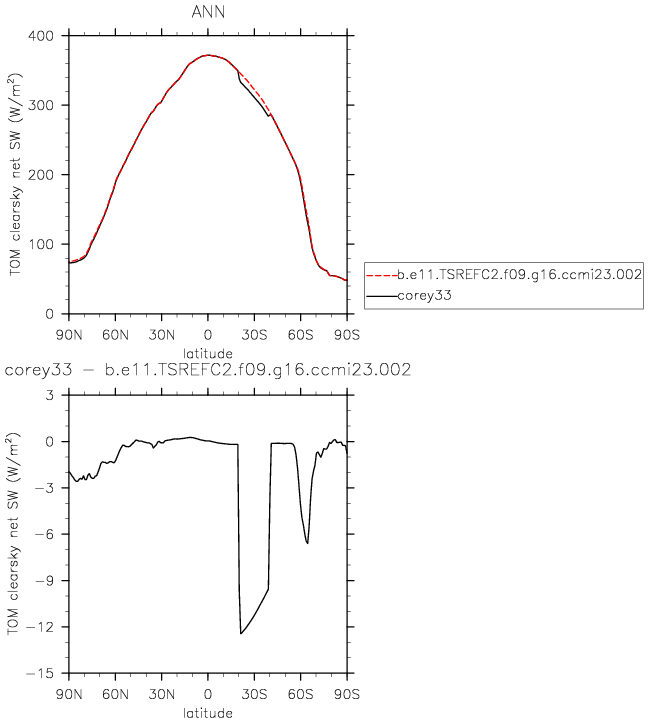 ANN
TOM clearsky net SW (W/m²)
400
300
200
100
0
90N 60N 30N 0 30S 60S 90S
latitude
b.e11.TSREFC2.f09.g16.ccmi23.002
corey33
corey33 − b.e11.TSREFC2.f09.g16.ccmi23.002
TOM clearsky net SW (W/m²)
3
0
−3
−6
−9
−12
−15
90N 60N 30N 0 30S 60S 90S
latitude